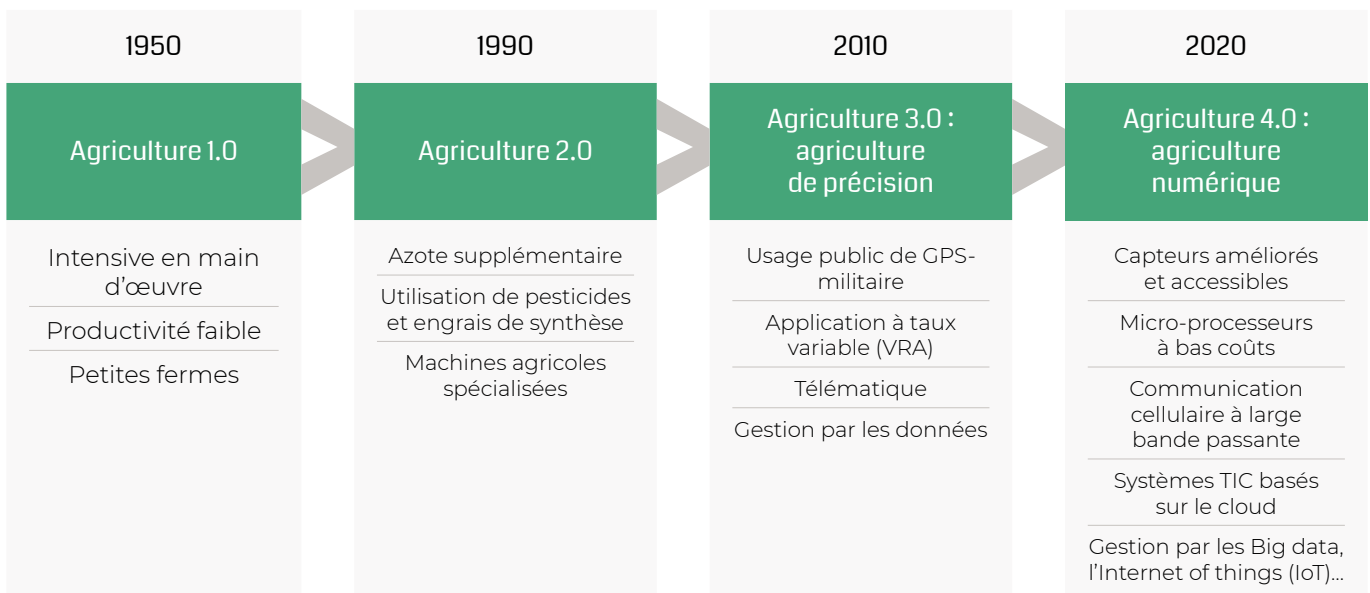 1950
Agriculture 1.0
Intensive en main
d’œuvre
Productivité faible
Petites fermes
1990
Agriculture 2.0
Azote supplémentaire
Utilisation de pesticides
et engrais de synthèse
Machines agricoles
spécialisées
2010
Agriculture 3.0 :
agriculture
de précision
Usage public de GPS-
militaire
Application à taux
variable (VRA)
Télématique
Gestion par les données
2020
Agriculture 4.0 :
agriculture
numérique
Capteurs améliorés
et accessibles
Micro-processeurs
à bas coûts
Communication
cellulaire à large
bande passante
Systèmes TIC basés
sur le cloud
Gestion par les Big data,
l’Internet of things (IoT)...